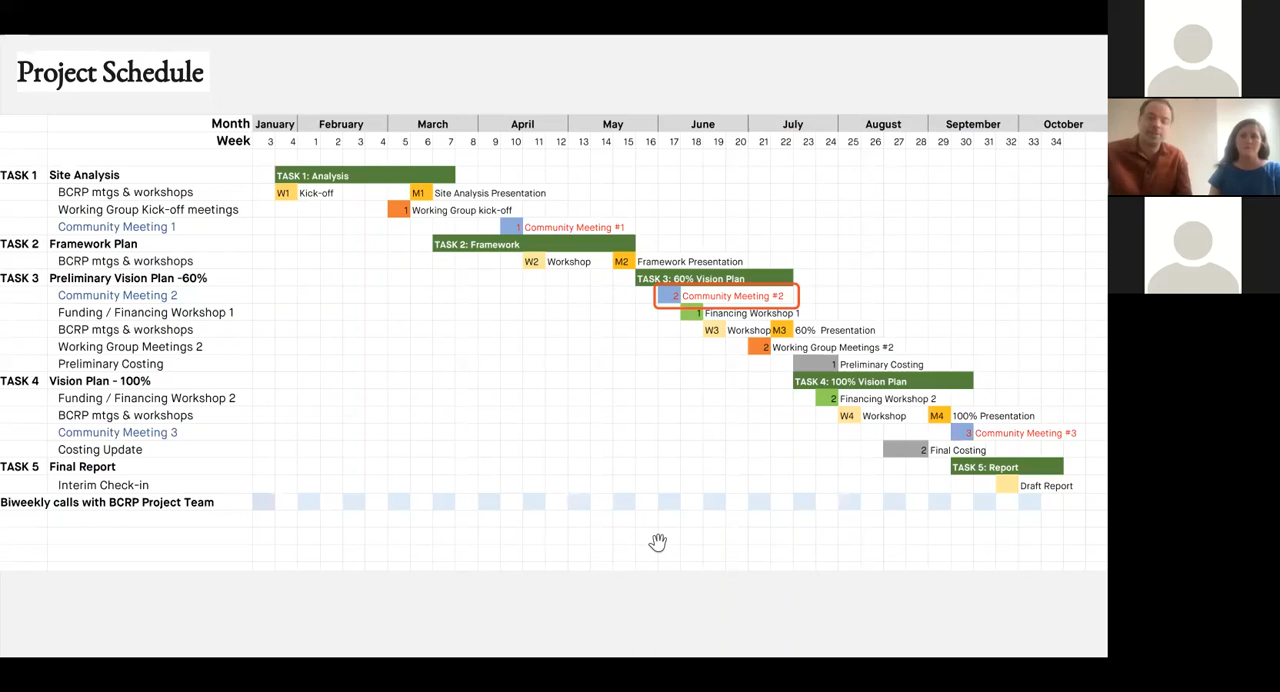 Project Schedule
Month January February March April May June July August September October
Week 3 4 1 2 3 4 5 6 7 8 9 10 11 12 13 14 15 16 17 18 19 20 21 22 23 24 25 26 27 28 29 30 31 32 33 34
TASK 1 Site Analysis TASK 1: Analysis
BCRP mtgs & workshops W1 Kick-off M1 Site Analysis Presentation
Working Group Kick-off meetings 1 Working Group kick-off
Community Meeting 1 1 Community Meeting #1
TASK 2 Framework Plan TASK 2: Framework
BCRP mtgs & workshops W2 Workshop M2 Framework Presentation
TASK 3 Preliminary Vision Plan -60% TASK 3: 60% Vision Plan
Community Meeting 2 2 Community Meeting #2
Funding / Financing Workshop 1 1 Financing Workshop 1
BCRP mtgs & workshops W3 Workshop M3 60% Presentation
Working Group Meetings 2 2 Working Group Meetings #2
Preliminary Costing 1 Preliminary Costing
TASK 4 Vision Plan - 100% TASK 4: 100% Vision Plan
Funding / Financing Workshop 2 2 Financing Workshop 2
BCRP mtgs & workshops W4 Workshop M4 100% Presentation
Community Meeting 3 3 Community Meeting #3
Costing Update 2 Final Costing
TASK 5 Final Report TASK 5: Report
Interim Check-in Draft Report
Biweekly calls with BCRP Project Team